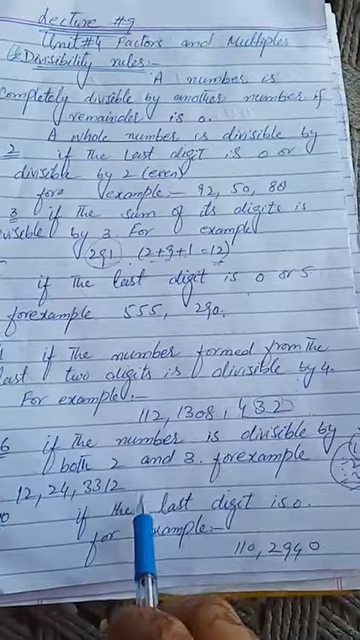 Lecture #9
Unit#4 Factors and Multiples
Divisibility rules:-
A number is
completely divisible by another number if
remainder is 0.
A whole number is divisible by
2 if the last digit is 0 or
divisible by 2 (even)
for example:- 92, 50, 80
3 if the sum of its digits is
divisible by 3. For example
291 (2+9+1=12)
if the last digit is 0 or 5.
forexample 555, 290.
if the number formed from the
last two digits is divisible by 4.
For example:-
112, 1308, 432
6 if the number is divisible by
both 2 and 3. forexample
12, 24, 3312
if the last digit is 0.
for example:-
110, 2940